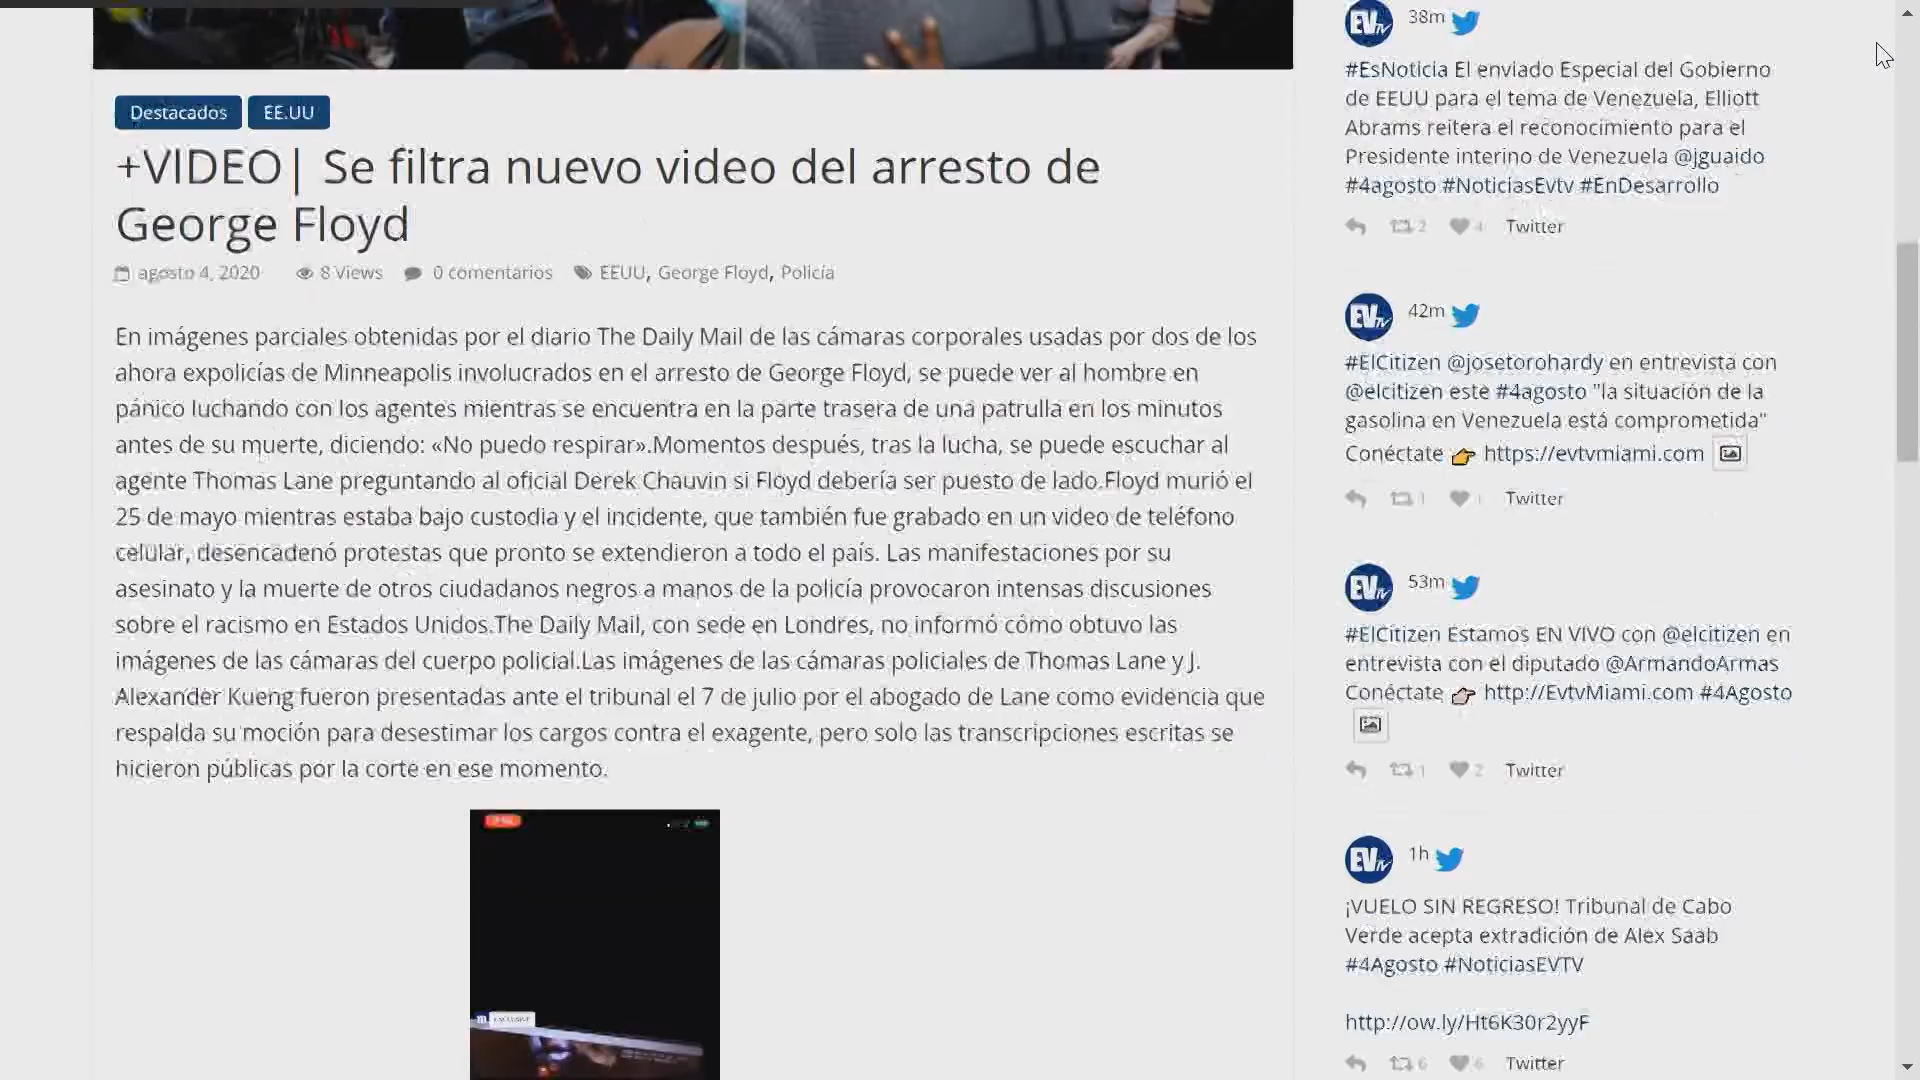 Destacados EE.UU
+VIDEO| Se filtra nuevo video del arresto de
George Floyd
agosto 4, 2020 8 Views 0 comentarios EEUU, George Floyd, Policía
En imágenes parciales obtenidas por el diario The Daily Mail de las cámaras corporales usadas por dos de los
ahora expolicías de Minneapolis involucrados en el arresto de George Floyd, se puede ver al hombre en
pánico luchando con los agentes mientras se encuentra en la parte trasera de una patrulla en los minutos
antes de su muerte, diciendo: «No puedo respirar».Momentos después, tras la lucha, se puede escuchar al
agente Thomas Lane preguntando al oficial Derek Chauvin si Floyd debería ser puesto de lado.Floyd murió el
25 de mayo mientras estaba bajo custodia y el incidente, que también fue grabado en un video de teléfono
celular, desencadenó protestas que pronto se extendieron a todo el país. Las manifestaciones por su
asesinato y la muerte de otros ciudadanos negros a manos de la policía provocaron intensas discusiones
sobre el racismo en Estados Unidos.The Daily Mail, con sede en Londres, no informó cómo obtuvo las
imágenes de las cámaras del cuerpo policial.Las imágenes de las cámaras policiales de Thomas Lane y J.
Alexander Kueng fueron presentadas ante el tribunal el 7 de julio por el abogado de Lane como evidencia que
respalda su moción para desestimar los cargos contra el exagente, pero solo las transcripciones escritas se
hicieron públicas por la corte en ese momento.
EVtv 38m
#EsNoticia El enviado Especial del Gobierno
de EEUU para el tema de Venezuela, Elliott
Abrams reitera el reconocimiento para el
Presidente interino de Venezuela @jguaido
#4agosto #NoticiasEvtv #EnDesarrollo
2 4 Twitter
EVtv 42m
#ElCitizen @josetorohardy en entrevista con
@elcitizen este #4agosto "la situación de la
gasolina en Venezuela está comprometida"
Conéctate 👉 https://evtvmiami.com
1 1 Twitter
EVtv 53m
#ElCitizen Estamos EN VIVO con @elcitizen en
entrevista con el diputado @ArmandoArmas
Conéctate 👉 http://EvtvMiami.com #4Agosto
1 2 Twitter
EVtv 1h
¡VUELO SIN REGRESO! Tribunal de Cabo
Verde acepta extradición de Alex Saab
#4Agosto #NoticiasEVTV
http://ow.ly/Ht6K30r2yyF
6 6 Twitter